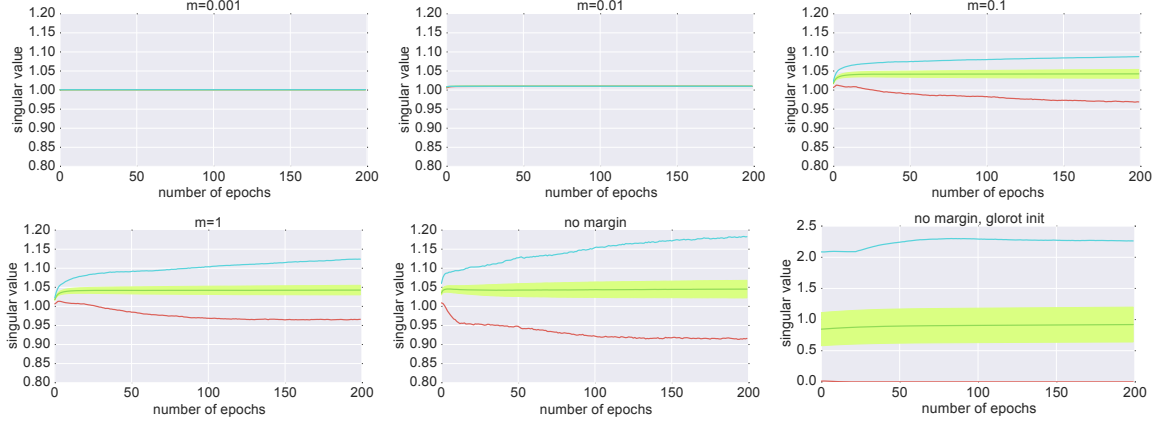 m=0.001
m=0.01
m=0.1
1.20
1.15
1.10
1.05
1.00
0.95
0.90
0.85
0.80
singular value
0 50 100 150 200
number of epochs
1.20
1.15
1.10
1.05
1.00
0.95
0.90
0.85
0.80
singular value
0 50 100 150 200
number of epochs
1.20
1.15
1.10
1.05
1.00
0.95
0.90
0.85
0.80
singular value
0 50 100 150 200
number of epochs
m=1
no margin
no margin, glorot init
1.20
1.15
1.10
1.05
1.00
0.95
0.90
0.85
0.80
singular value
0 50 100 150 200
number of epochs
1.20
1.15
1.10
1.05
1.00
0.95
0.90
0.85
0.80
singular value
0 50 100 150 200
number of epochs
2.5
2.0
1.5
1.0
0.5
0.0
singular value
0 50 100 150 200
number of epochs